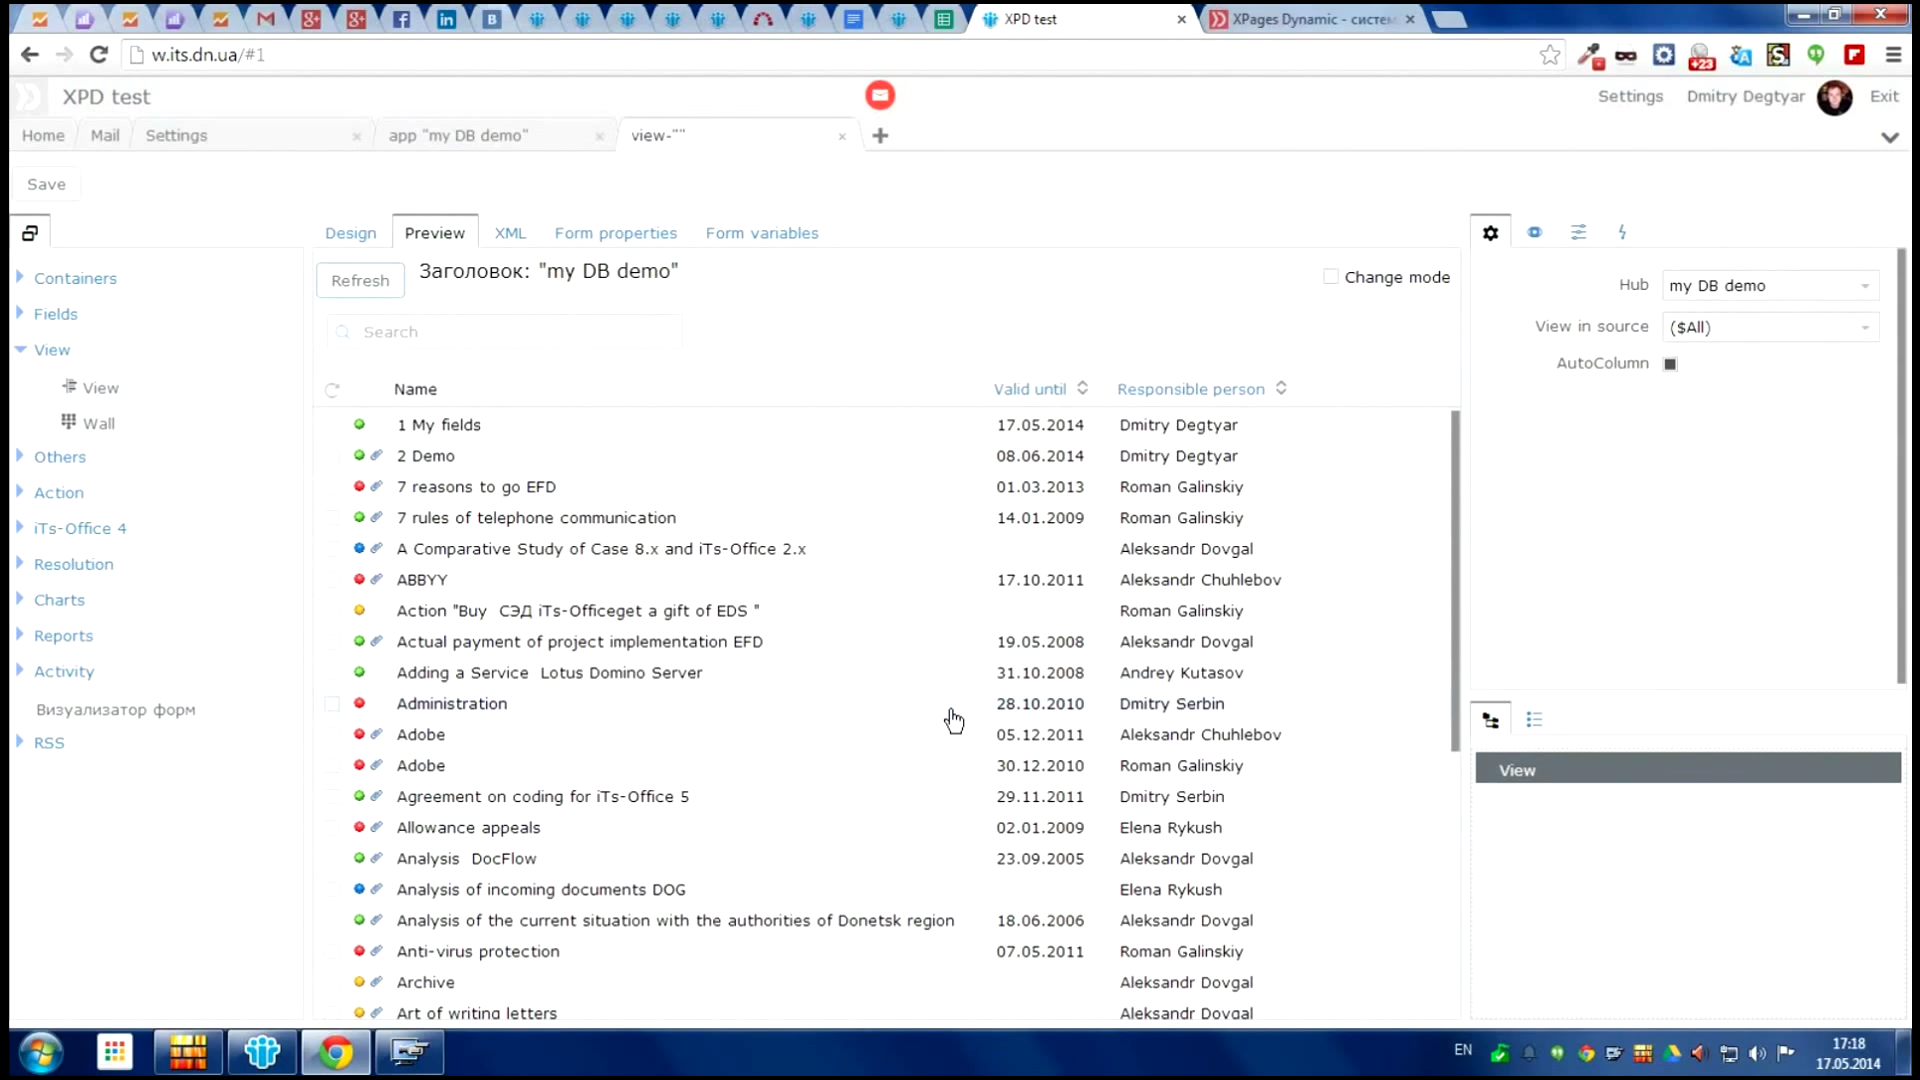 XPD test
XPages Dynamic - систем
w.its.dn.ua/#1
+23
XPD test
Settings
Dmitry Degtyar
Exit
Home
Mail
Settings
app "my DB demo"
view-""
Save
Design
Preview
XML
Form properties
Form variables
Containers
Fields
View
View
Wall
Others
Action
iTs-Office 4
Resolution
Charts
Reports
Activity
Визуализатор форм
RSS
Refresh
Заголовок: "my DB demo"
Change mode
Search
Name Valid until Responsible person
1 My fields 17.05.2014 Dmitry Degtyar
2 Demo 08.06.2014 Dmitry Degtyar
7 reasons to go EFD 01.03.2013 Roman Galinskiy
7 rules of telephone communication 14.01.2009 Roman Galinskiy
A Comparative Study of Case 8.x and iTs-Office 2.x Aleksandr Dovgal
ABBYY 17.10.2011 Aleksandr Chuhlebov
Action "Buy СЭД iTs-Officeget a gift of EDS " Roman Galinskiy
Actual payment of project implementation EFD 19.05.2008 Aleksandr Dovgal
Adding a Service Lotus Domino Server 31.10.2008 Andrey Kutasov
Administration 28.10.2010 Dmitry Serbin
Adobe 05.12.2011 Aleksandr Chuhlebov
Adobe 30.12.2010 Roman Galinskiy
Agreement on coding for iTs-Office 5 29.11.2011 Dmitry Serbin
Allowance appeals 02.01.2009 Elena Rykush
Analysis DocFlow 23.09.2005 Aleksandr Dovgal
Analysis of incoming documents DOG Elena Rykush
Analysis of the current situation with the authorities of Donetsk region 18.06.2006 Aleksandr Dovgal
Anti-virus protection 07.05.2011 Roman Galinskiy
Archive Aleksandr Dovgal
Art of writing letters Aleksandr Dovgal
Hub my DB demo
View in source ($All)
AutoColumn
View
EN
17:18
17.05.2014